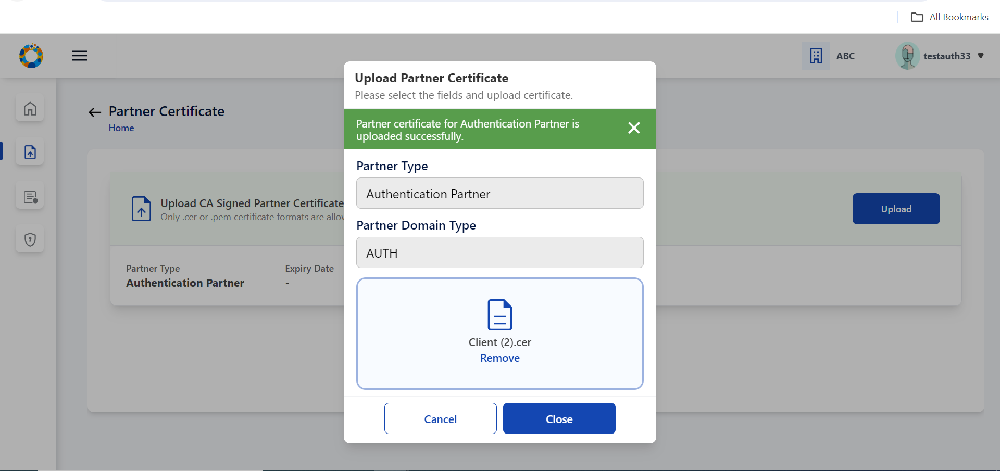 All Bookmarks
ABC
testauth33
Partner Certificate
Home
Upload CA Signed Partner Certificate
Only .cer or .pem certificate formats are
Upload
Partner Type
Expiry Date
Authentication Partner
-
Upload Partner Certificate
Please select the fields and upload certificate.
Partner certificate for Authentication Partner is
uploaded successfully.
Partner Type
Authentication Partner
Partner Domain Type
AUTH
Client (2).cer
Remove
Cancel
Close